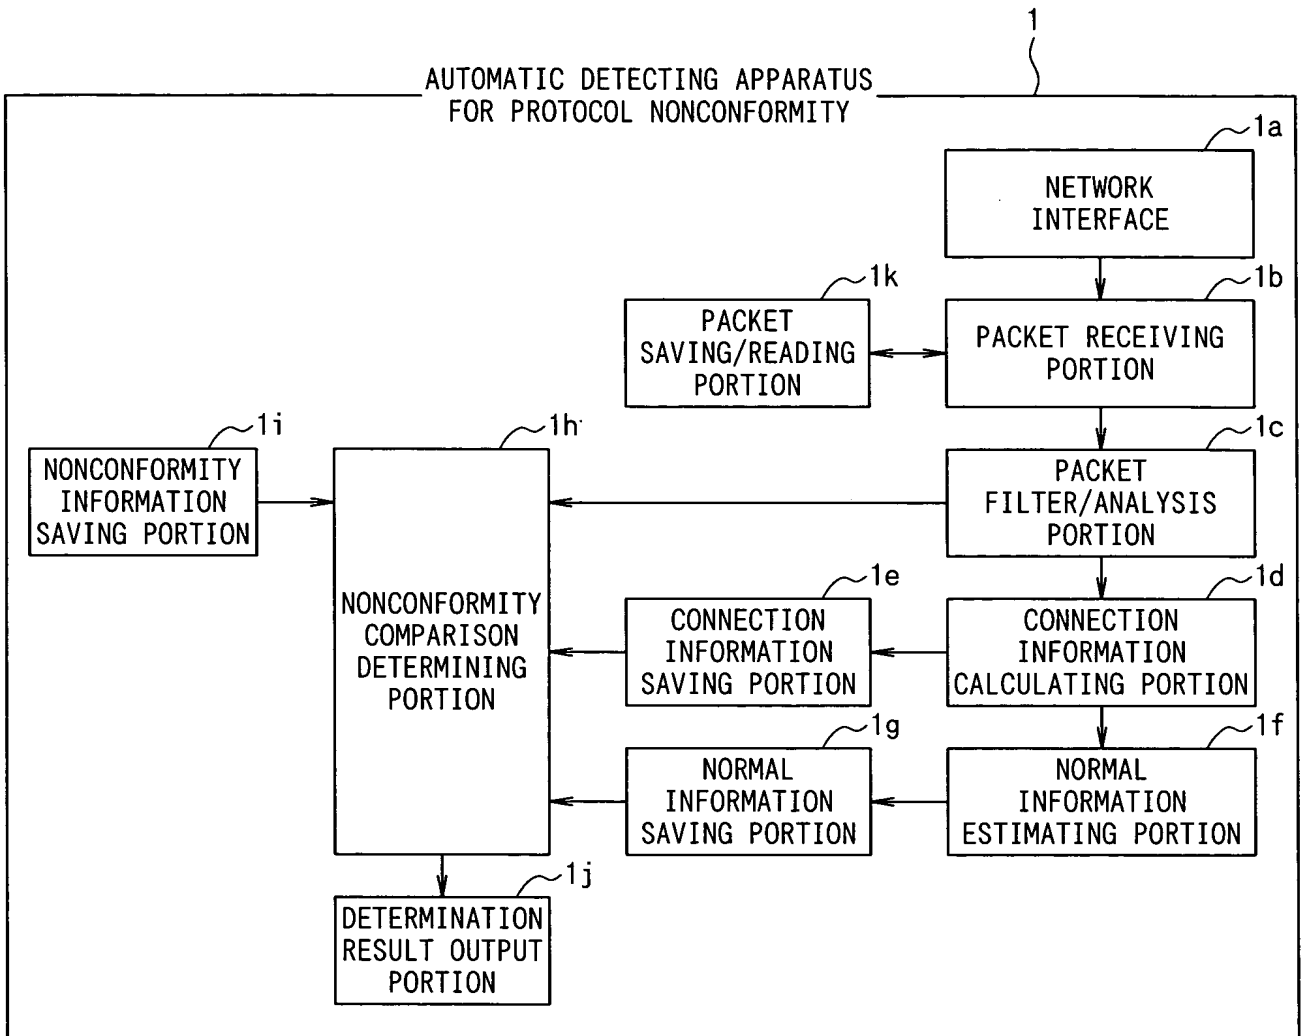 1
AUTOMATIC DETECTING APPARATUS
FOR PROTOCOL NONCONFORMITY
1a
NETWORK
INTERFACE
1k
PACKET
SAVING/READING
PORTION
1b
PACKET RECEIVING
PORTION
1i
NONCONFORMITY
INFORMATION
SAVING PORTION
1h
NONCONFORMITY
COMPARISON
DETERMINING
PORTION
1c
PACKET
FILTER/ANALYSIS
PORTION
1e
CONNECTION
INFORMATION
SAVING PORTION
1d
CONNECTION
INFORMATION
CALCULATING PORTION
1g
NORMAL
INFORMATION
SAVING PORTION
1f
NORMAL
INFORMATION
ESTIMATING PORTION
1j
DETERMINATION
RESULT OUTPUT
PORTION